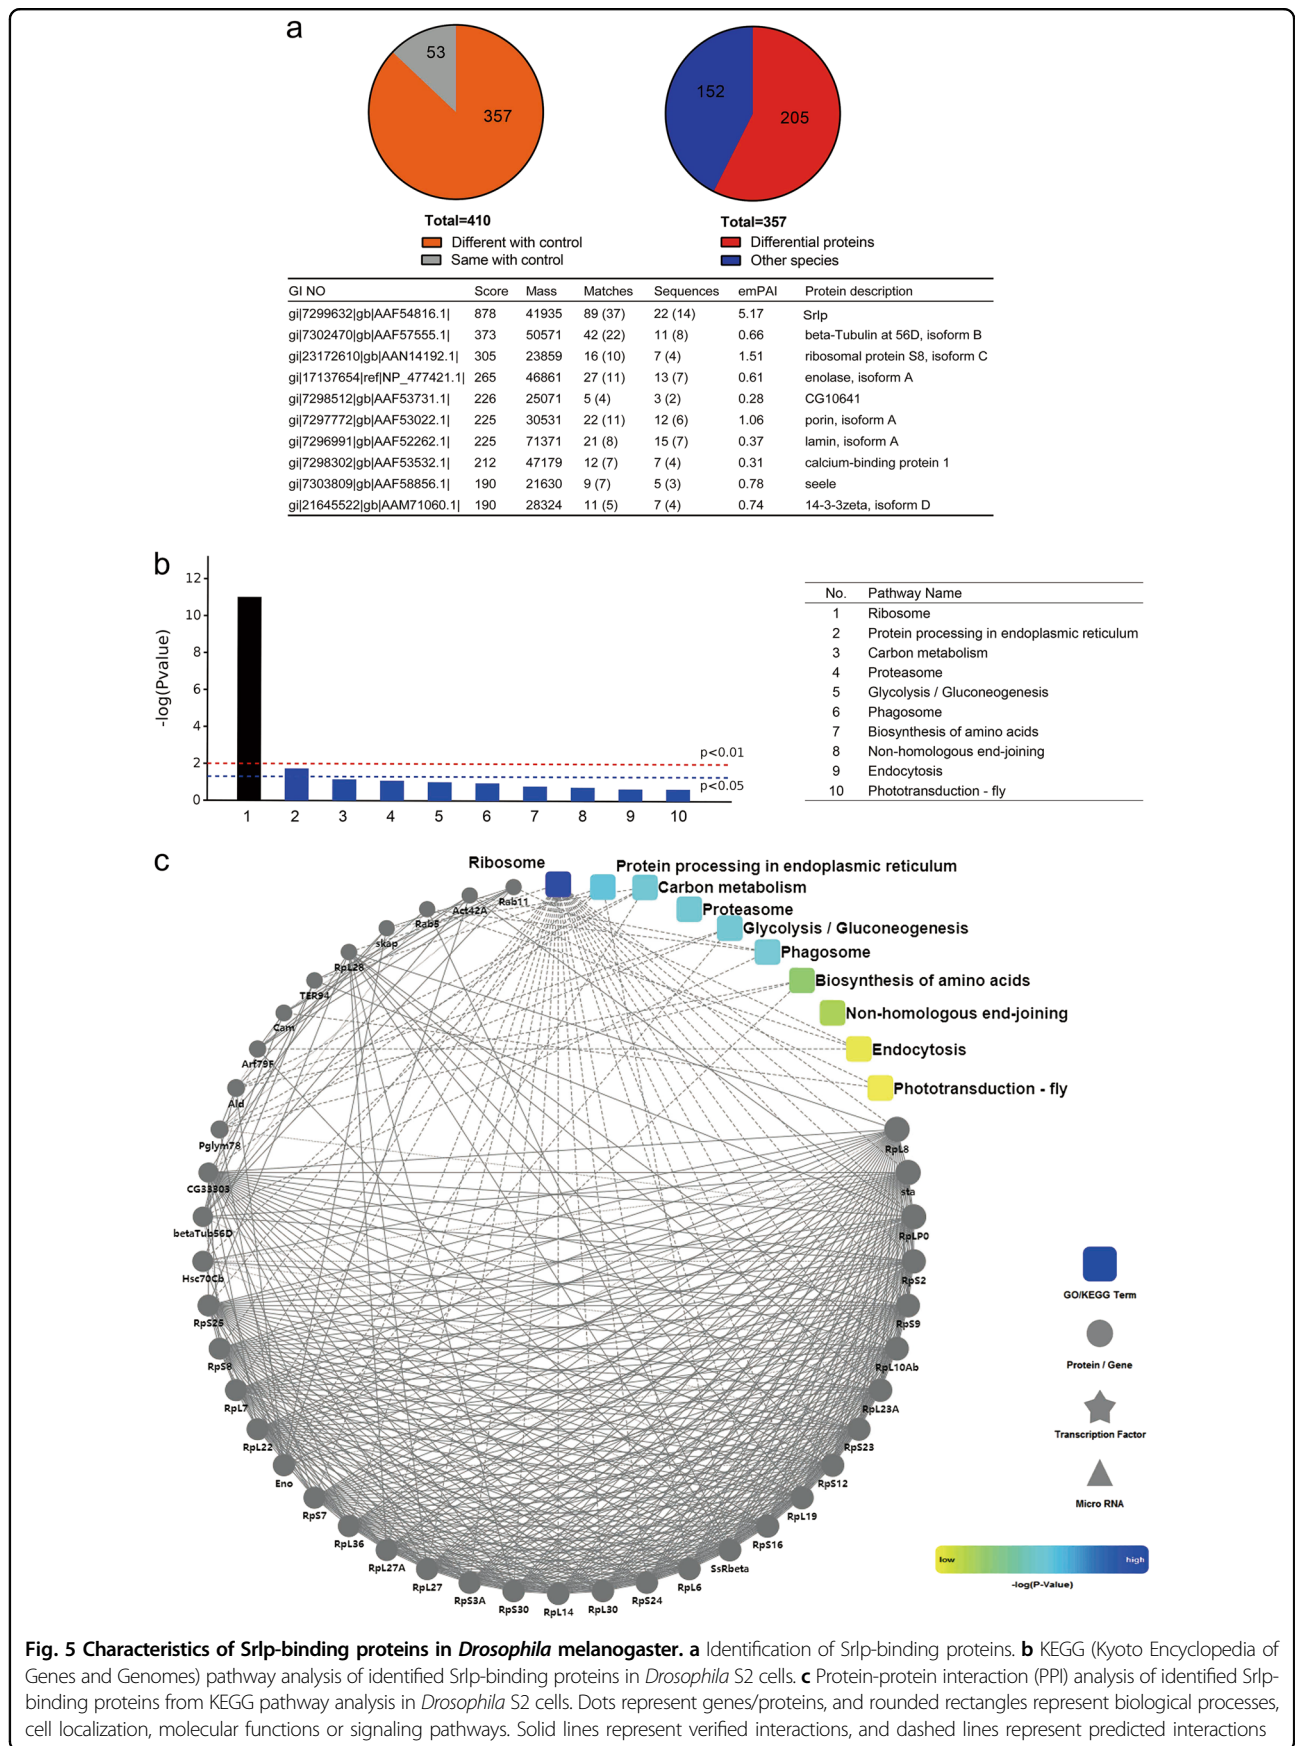 a
53
357
152
205
Total=410
Different with control
Same with control
Total=357
Differential proteins
Other species
GI NO Score Mass Matches Sequences emPAI Protein description
gi|7299632|gb|AAF54816.1| 878 41935 89 (37) 22 (14) 5.17 Srlp
gi|7302470|gb|AAF57555.1| 373 50571 42 (22) 11 (8) 0.66 beta-Tubulin at 56D, isoform B
gi|23172610|gb|AAN14192.1| 305 23859 16 (10) 7 (4) 1.51 ribosomal protein S8, isoform C
gi|17137654|ref|NP_477421.1| 265 46861 27 (11) 13 (7) 0.61 enolase, isoform A
gi|7298512|gb|AAF53731.1| 226 25071 5 (4) 3 (2) 0.28 CG10641
gi|7297772|gb|AAF53022.1| 225 30531 22 (11) 12 (6) 1.06 porin, isoform A
gi|7296991|gb|AAF52262.1| 225 71371 21 (8) 15 (7) 0.37 lamin, isoform A
gi|7298302|gb|AAF53532.1| 212 47179 12 (7) 7 (4) 0.31 calcium-binding protein 1
gi|7303809|gb|AAF58856.1| 190 21630 9 (7) 5 (3) 0.78 seele
gi|21645522|gb|AAM71060.1| 190 28324 11 (5) 7 (4) 0.74 14-3-3zeta, isoform D
b
-log(Pvalue)
12
10
8
6
4
2
0
p<0.01
p<0.05
1 2 3 4 5 6 7 8 9 10
No. Pathway Name
1 Ribosome
2 Protein processing in endoplasmic reticulum
3 Carbon metabolism
4 Proteasome
5 Glycolysis / Gluconeogenesis
6 Phagosome
7 Biosynthesis of amino acids
8 Non-homologous end-joining
9 Endocytosis
10 Phototransduction - fly
c
Ribosome
Protein processing in endoplasmic reticulum
Carbon metabolism
Proteasome
Glycolysis / Gluconeogenesis
Phagosome
Biosynthesis of amino acids
Non-homologous end-joining
Endocytosis
Phototransduction - fly
RpL8
sta
RpLP0
RpS2
RpS9
RpL10Ab
RpL23A
RpS23
RpS12
RpL19
RpS16
SsRbeta
RpL6
RpS24
RpL30
RpL14
RpS30
RpS3A
RpL27
RpL27A
RpL36
RpS7
Eno
RpL22
RpL7
RpS8
RpS25
Hsc70Cb
betaTub56D
CG33303
Pglym78
Ald
Arf79F
Cam
TER94
RpL28
skap
Rab5
Act42A
Rab11
GO/KEGG Term
Protein / Gene
Transcription Factor
Micro RNA
low high
-log(P-Value)
Fig. 5 Characteristics of Srlp-binding proteins in Drosophila melanogaster. a Identification of Srlp-binding proteins. b KEGG (Kyoto Encyclopedia of
Genes and Genomes) pathway analysis of identified Srlp-binding proteins in Drosophila S2 cells. c Protein-protein interaction (PPI) analysis of identified Srlp-
binding proteins from KEGG pathway analysis in Drosophila S2 cells. Dots represent genes/proteins, and rounded rectangles represent biological processes,
cell localization, molecular functions or signaling pathways. Solid lines represent verified interactions, and dashed lines represent predicted interactions